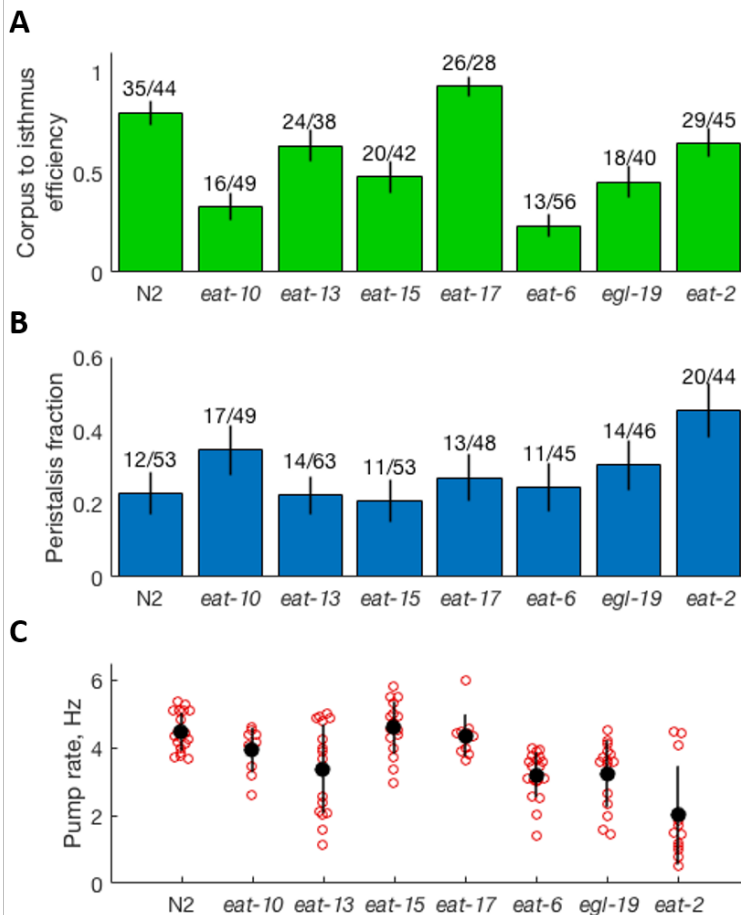 A
Corpus to isthmus
efficiency
1
0.5
0
35/44
16/49
24/38
20/42
26/28
13/56
18/40
29/45
N2 eat-10 eat-13 eat-15 eat-17 eat-6 egl-19 eat-2
B
Peristalsis fraction
0.6
0.4
0.2
0
12/53
17/49
14/63
11/53
13/48
11/45
14/46
20/44
N2 eat-10 eat-13 eat-15 eat-17 eat-6 egl-19 eat-2
C
Pump rate, Hz
6
4
2
0
N2 eat-10 eat-13 eat-15 eat-17 eat-6 egl-19 eat-2